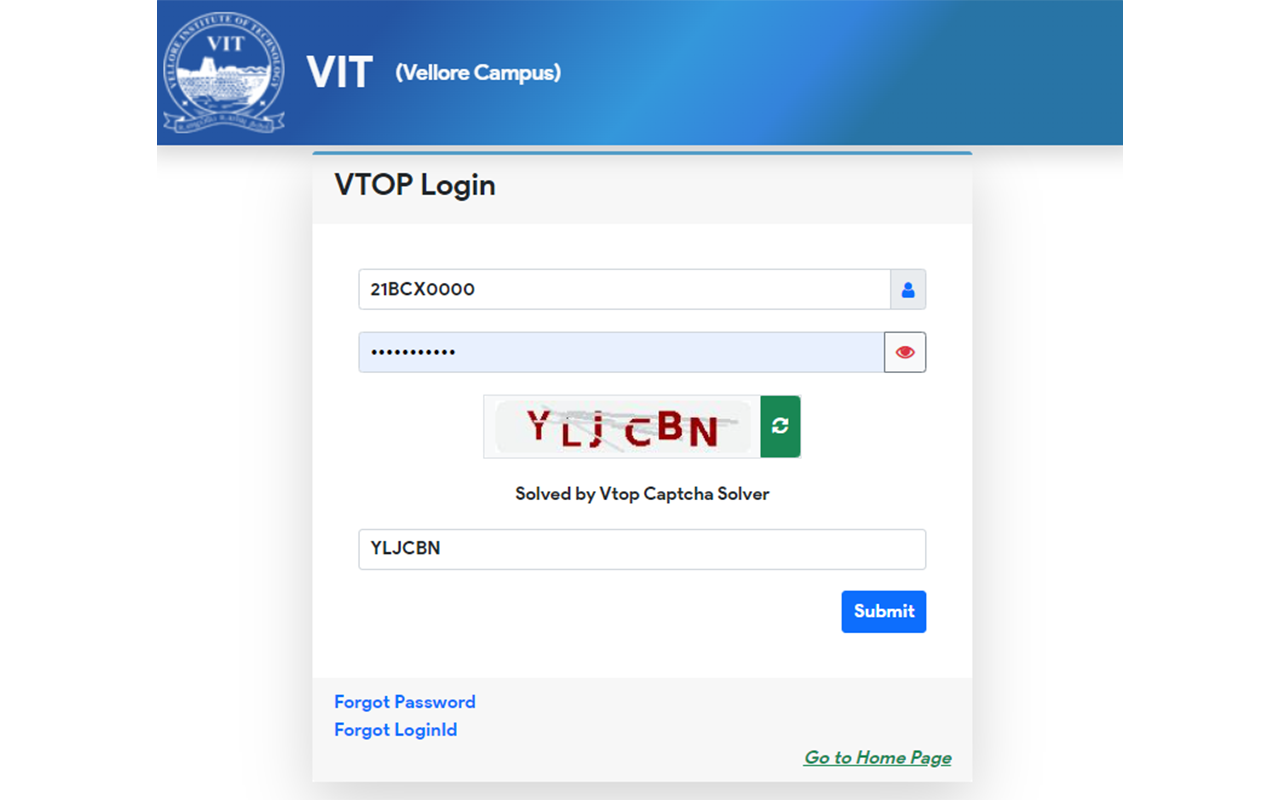 VELLORE INSTITUTE OF TECHNOLOGY
VIT
VIT (Vellore Campus)
VTOP Login
21BCX0000
•••••••••••
YLJCBN
Solved by Vtop Captcha Solver
YLJCBN
Submit
Forgot Password
Forgot LoginId
Go to Home Page